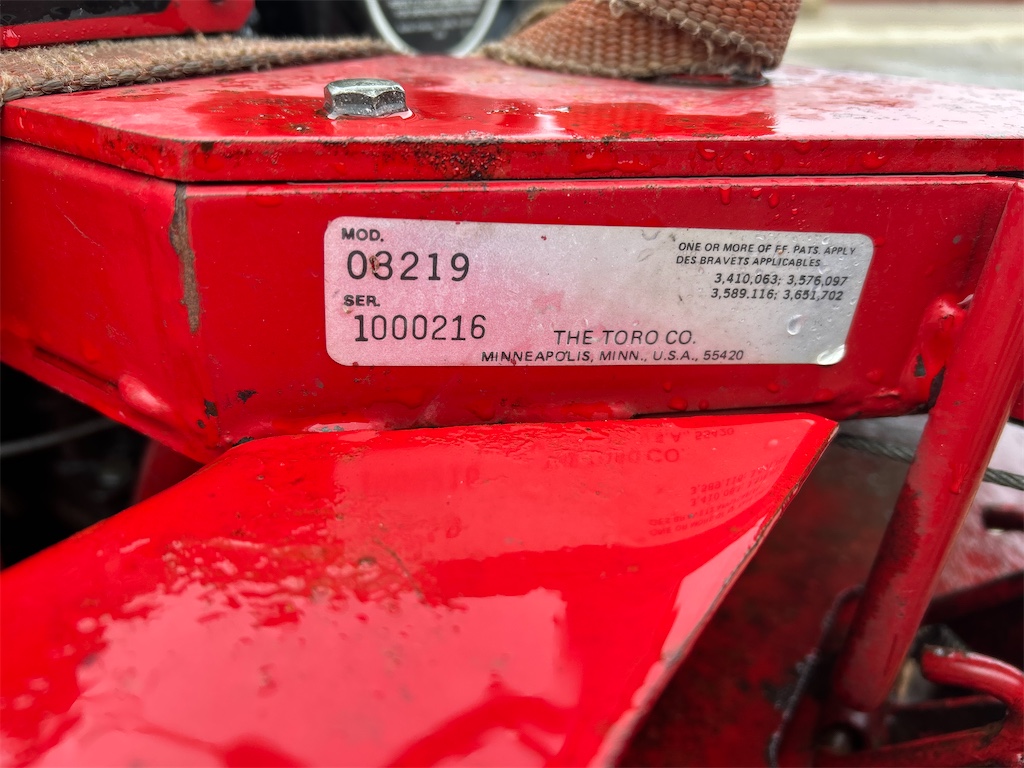 MOD.
03219
SER.
1000216
ONE OR MORE OF FF. PATS. APPLY
DES BRAVETS APPLICABLES
3,410,063; 3,576,097
3,589.116; 3,651,702
THE TORO CO.
MINNEAPOLIS, MINN., U.S.A., 55420